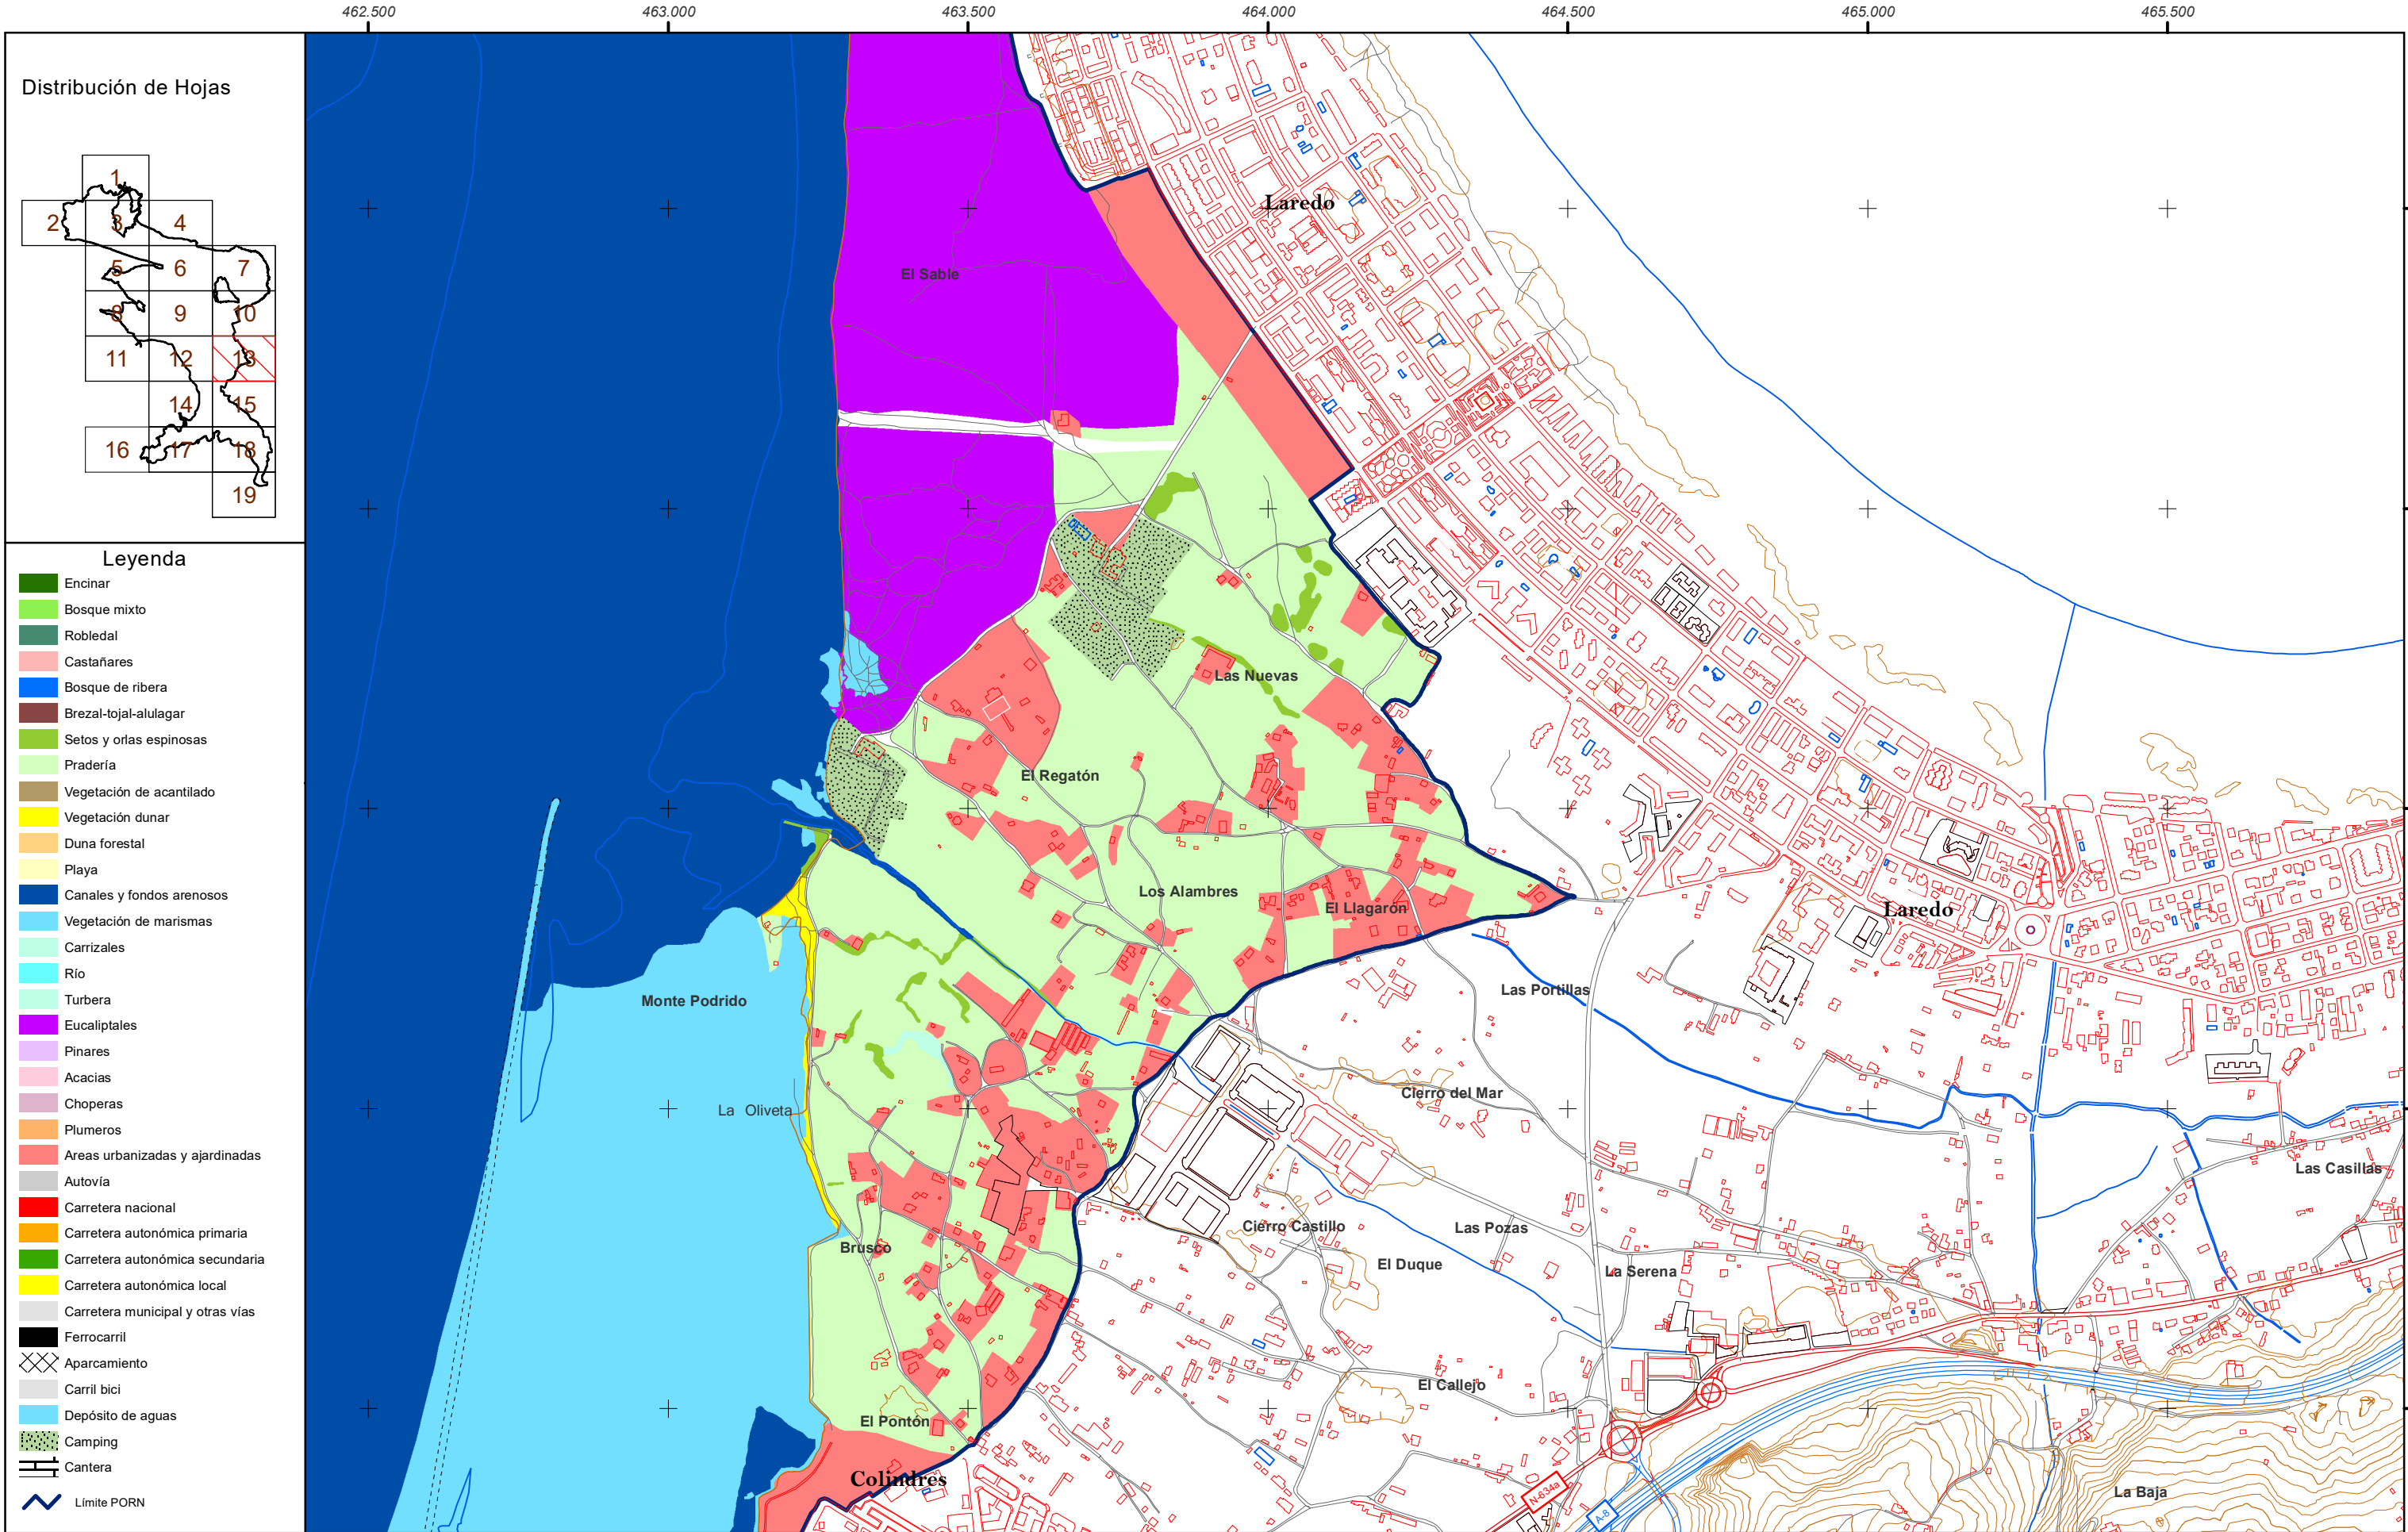 462.500 463.000 463.500 464.000 464.500 465.000 465.500
Distribución de Hojas
1
2 3 4
5 6 7
8 9 10
11 12 13
14 15
16 17 18
19
Leyenda
Encinar
Bosque mixto
Robledal
Castañares
Bosque de ribera
Brezal-tojal-alulagar
Setos y orlas espinosas
Pradería
Vegetación de acantilado
Vegetación dunar
Duna forestal
Playa
Canales y fondos arenosos
Vegetación de marismas
Carrizales
Río
Turbera
Eucaliptales
Pinares
Acacias
Choperas
Plumeros
Areas urbanizadas y ajardinadas
Autovía
Carretera nacional
Carretera autonómica primaria
Carretera autonómica secundaria
Carretera autonómica local
Carretera municipal y otras vías
Ferrocarril
Aparcamiento
Carril bici
Depósito de aguas
Camping
Cantera
Límite PORN
Laredo
El Sable
Las Nuevas
El Regatón
Los Alambres
El Llagarón
Laredo
Monte Podrido
Las Portillas
Cierro del Mar
La Oliveta
Las Casillas
Cierro Castillo
Las Pozas
Brusco
El Duque
La Serena
El Callejo
El Pontón
Colindres
N-634a
A-8
La Baja